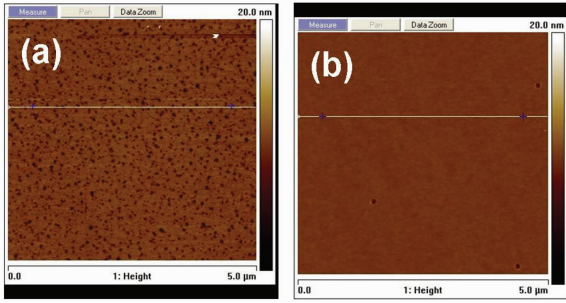 Measure Pan Data Zoom 20.0 nm
(a)
0.0 1: Height 5.0 µm
Measure Pan Data Zoom 20.0 nm
(b)
0.0 1: Height 5.0 µm